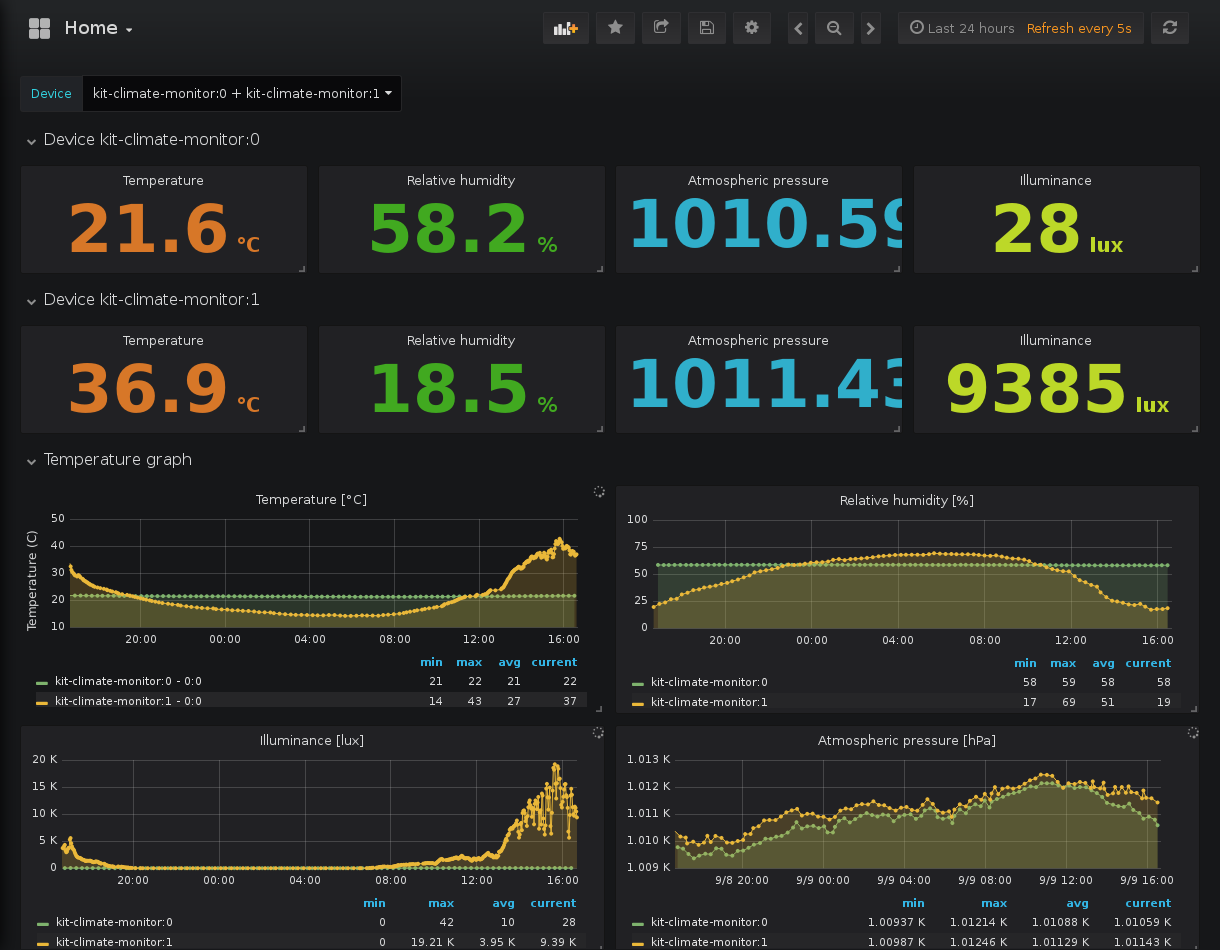 Home
Last 24 hours Refresh every 5s
Device kit-climate-monitor:0 + kit-climate-monitor:1
Device kit-climate-monitor:0
Temperature
21.6 °C
Relative humidity
58.2 %
Atmospheric pressure
1010.59
Illuminance
28 lux
Device kit-climate-monitor:1
Temperature
36.9 °C
Relative humidity
18.5 %
Atmospheric pressure
1011.43
Illuminance
9385 lux
Temperature graph
Temperature [°C]
Temperature (C)
50
40
30
20
10
20:00 00:00 04:00 08:00 12:00 16:00
min max avg current
kit-climate-monitor:0 - 0:0 21 22 21 22
kit-climate-monitor:1 - 0:0 14 43 27 37
Relative humidity [%]
100
75
50
25
0
20:00 00:00 04:00 08:00 12:00 16:00
min max avg current
kit-climate-monitor:0 58 59 58 58
kit-climate-monitor:1 17 69 51 19
Illuminance [lux]
20 K
15 K
10 K
5 K
0
20:00 00:00 04:00 08:00 12:00 16:00
min max avg current
kit-climate-monitor:0 0 42 10 28
kit-climate-monitor:1 0 19.21 K 3.95 K 9.39 K
Atmospheric pressure [hPa]
1.013 K
1.012 K
1.011 K
1.010 K
1.009 K
9/8 20:00 9/9 00:00 9/9 04:00 9/9 08:00 9/9 12:00 9/9 16:00
min max avg current
kit-climate-monitor:0 1.00937 K 1.01214 K 1.01088 K 1.01059 K
kit-climate-monitor:1 1.00987 K 1.01246 K 1.01129 K 1.01143 K